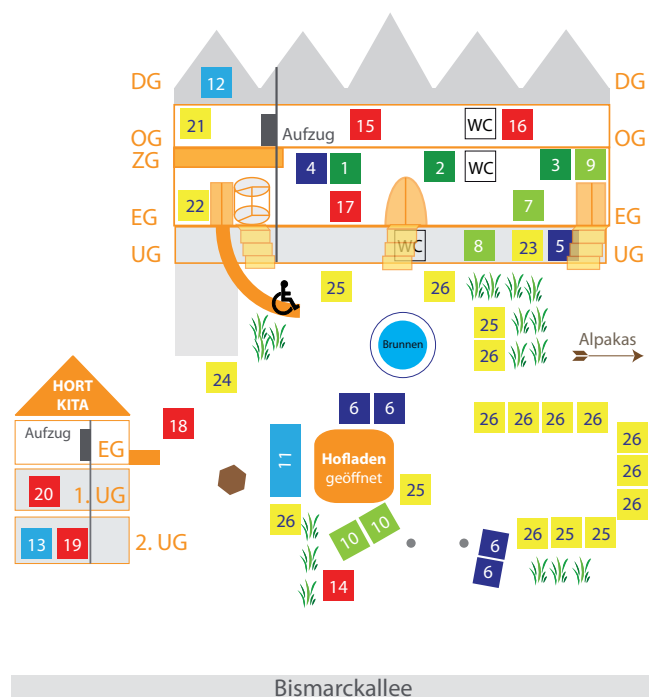 DG
12
DG
OG
21
Aufzug
15
WC
16
OG
ZG
4
1
2
WC
3
9
EG
22
17
7
EG
UG
WC
8
23
5
UG
25
26
25
26
Alpakas
Brunnen
24
HORT
KITA
Aufzug
EG
18
20
1. UG
13
19
2. UG
6
6
11
Hofladen
geöffnet
25
26
10
10
14
26
26
26
26
26
26
26
6
6
26
25
25
Bismarckallee